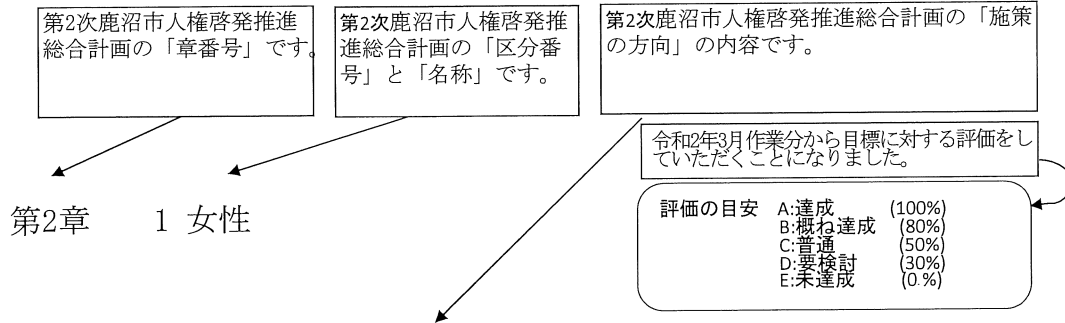 第2次鹿沼市人権啓発推進
総合計画の「章番号」です。
第2次鹿沼市人権啓発推
進総合計画の「区分番
号」と「名称」です。
第2次鹿沼市人権啓発推進総合計画の「施策
の方向」の内容です。
令和2年3月作業分から目標に対する評価をし
ていただくことになりました。
評価の目安 A:達成 (100%)
B:概ね達成 (80%)
C:普通 (50%)
D:要検討 (30%)
E:未達成 (0.%)
第2章 1 女性